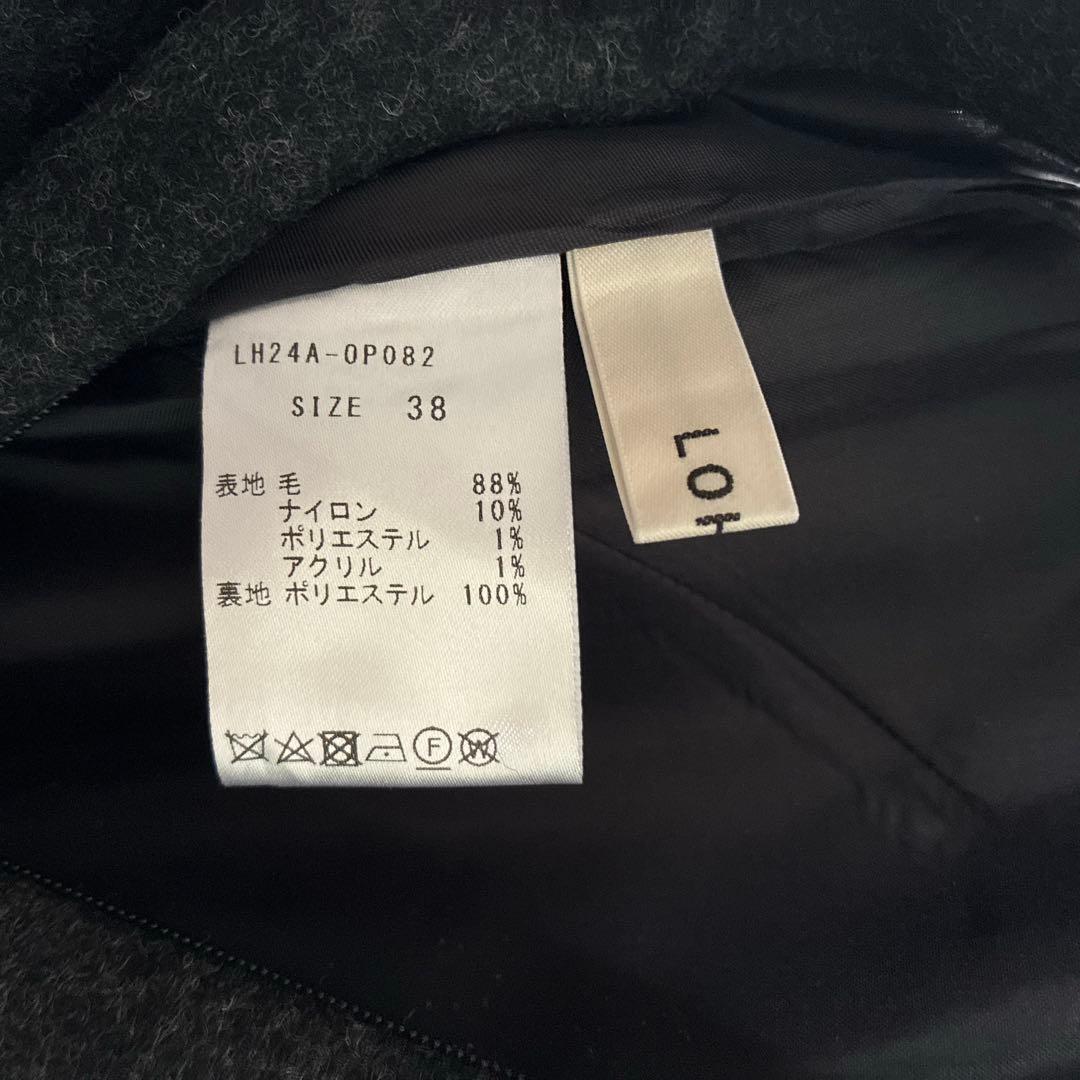 LH24A-OP082
SIZE 38
表地 毛 88%
ナイロン 10%
ポリエステル 1%
アクリル 1%
裏地 ポリエステル 100%
F W
LO